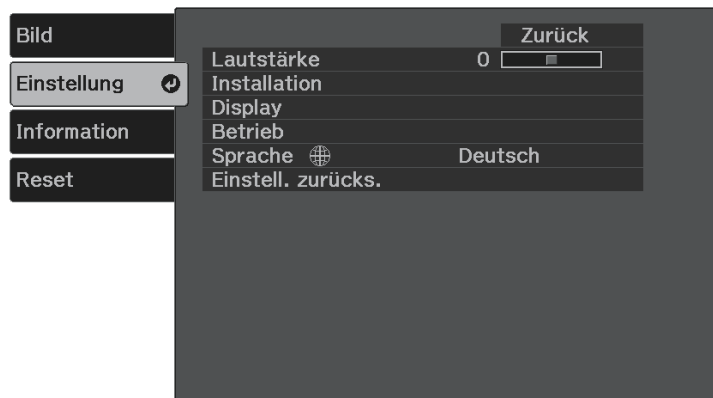 Bild
Einstellung
Information
Reset
Zurück
Lautstärke 0
Installation
Display
Betrieb
Sprache Deutsch
Einstell. zurücks.